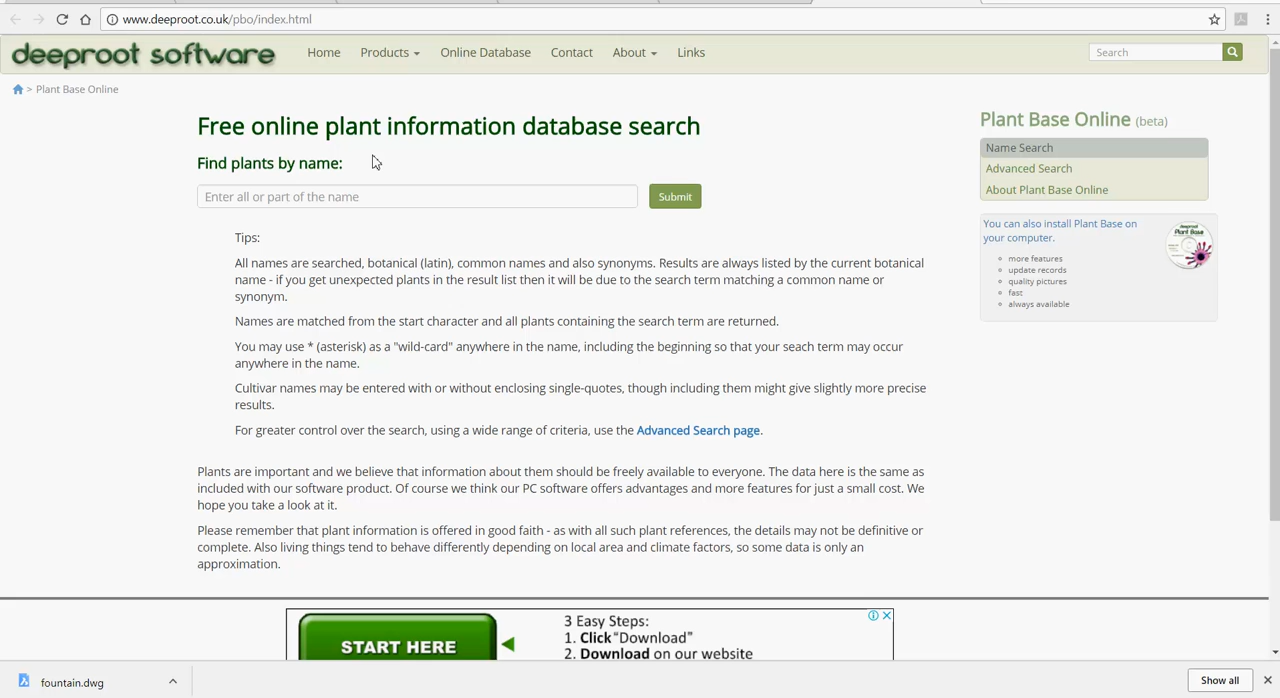 www.deeproot.co.uk/pbo/index.html
deeproot software
Home Products Online Database Contact About Links
Search
> Plant Base Online
Free online plant information database search
Find plants by name:
Enter all or part of the name
Submit
Tips:
All names are searched, botanical (latin), common names and also synonyms. Results are always listed by the current botanical
name - if you get unexpected plants in the result list then it will be due to the search term matching a common name or
synonym.
Names are matched from the start character and all plants containing the search term are returned.
You may use * (asterisk) as a "wild-card" anywhere in the name, including the beginning so that your seach term may occur
anywhere in the name.
Cultivar names may be entered with or without enclosing single-quotes, though including them might give slightly more precise
results.
For greater control over the search, using a wide range of criteria, use the Advanced Search page.
Plants are important and we believe that information about them should be freely available to everyone. The data here is the same as
included with our software product. Of course we think our PC software offers advantages and more features for just a small cost. We
hope you take a look at it.
Please remember that plant information is offered in good faith - as with all such plant references, the details may not be definitive or
complete. Also living things tend to behave differently depending on local area and climate factors, so some data is only an
approximation.
Plant Base Online (beta)
Name Search
Advanced Search
About Plant Base Online
You can also install Plant Base on
your computer.
more features
update records
quality pictures
fast
always available
deeproot
Plant Base
START HERE
3 Easy Steps:
1. Click "Download"
2. Download on our website
fountain.dwg
Show all